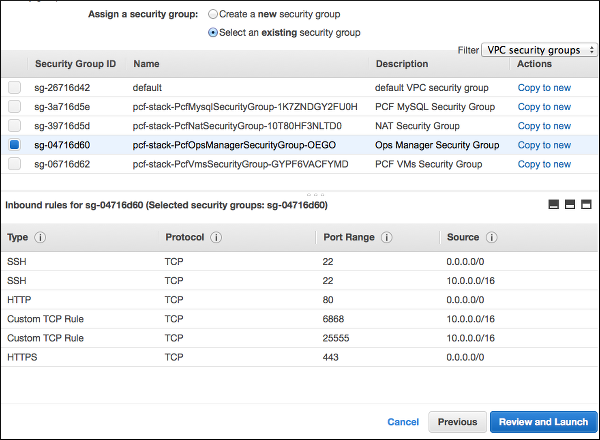 Assign a security group: Create a new security group
Select an existing security group
Filter VPC security groups
Security Group ID Name Description Actions
sg-26716d42 default default VPC security group Copy to new
sg-3a716d5e pcf-stack-PcfMysqlSecurityGroup-1K7ZNDGY2FU0H PCF MySQL Security Group Copy to new
sg-39716d5d pcf-stack-PcfNatSecurityGroup-10T80HF3NLTD0 NAT Security Group Copy to new
sg-04716d60 pcf-stack-PcfOpsManagerSecurityGroup-OEGO Ops Manager Security Group Copy to new
sg-06716d62 pcf-stack-PcfVmsSecurityGroup-GYPF6VACFYMD PCF VMs Security Group Copy to new
Inbound rules for sg-04716d60 (Selected security groups: sg-04716d60)
Type i Protocol i Port Range i Source i
SSH TCP 22 0.0.0.0/0
SSH TCP 22 10.0.0.0/16
HTTP TCP 80 0.0.0.0/0
Custom TCP Rule TCP 6868 10.0.0.0/16
Custom TCP Rule TCP 25555 10.0.0.0/16
HTTPS TCP 443 0.0.0.0/0
Cancel Previous Review and Launch